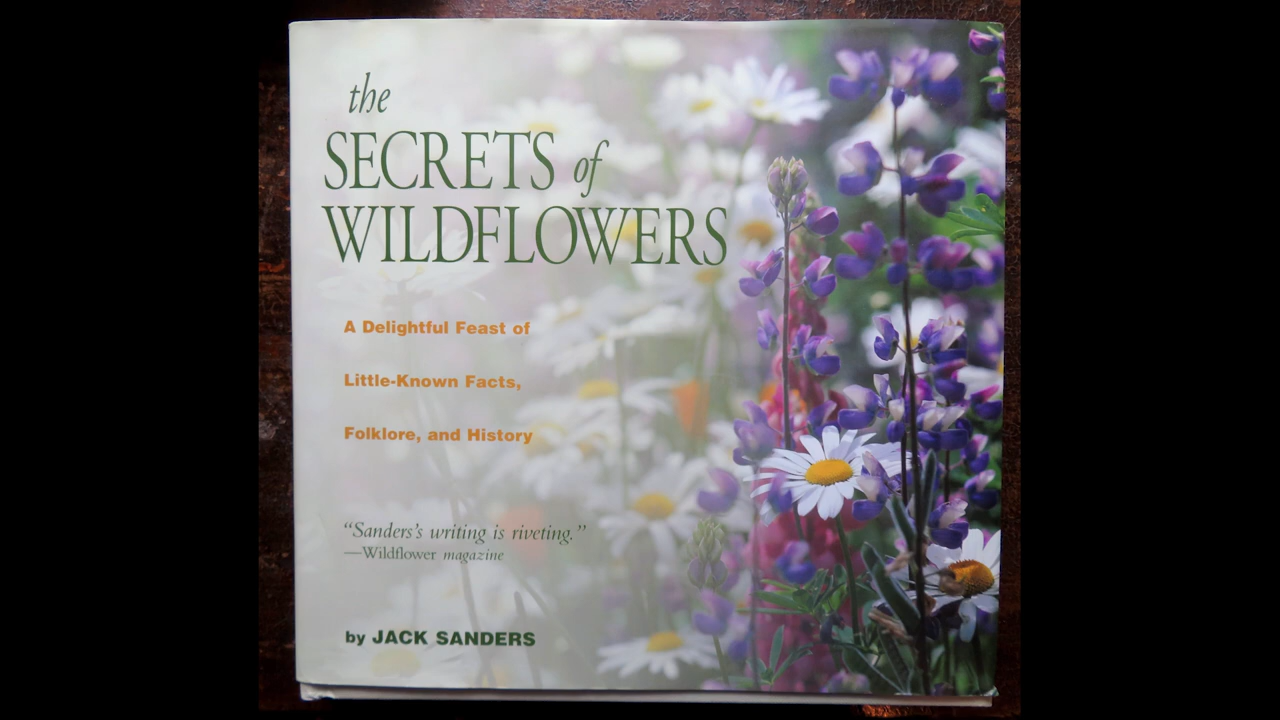 the
SECRETS of
WILDFLOWERS
A Delightful Feast of
Little-Known Facts,
Folklore, and History
“Sanders’s writing is riveting.”
—Wildflower magazine
by JACK SANDERS